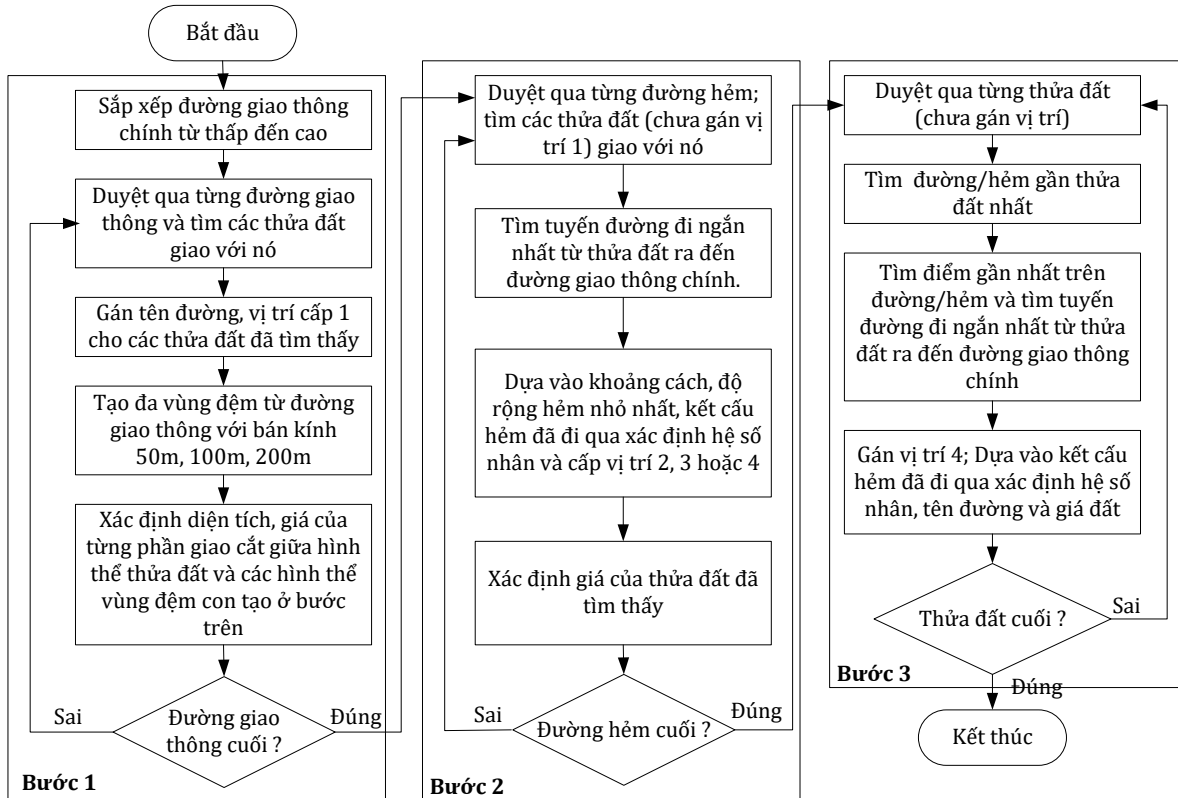 Bắt đầu
Sắp xếp đường giao thông
chính từ thấp đến cao
Duyệt qua từng đường giao
thông và tìm các thửa đất
giao với nó
Gán tên đường, vị trí cấp 1
cho các thửa đất đã tìm thấy
Tạo đa vùng đệm từ đường
giao thông với bán kính
50m, 100m, 200m
Xác định diện tích, giá của
từng phần giao cắt giữa hình
thể thửa đất và các hình thể
vùng đệm con tạo ở bước
trên
Sai
Đường giao
thông cuối ?
Đúng
Bước 1
Duyệt qua từng đường hẻm;
tìm các thửa đất (chưa gán vị
trí 1) giao với nó
Tìm tuyến đường đi ngắn
nhất từ thửa đất ra đến
đường giao thông chính.
Dựa vào khoảng cách, độ
rộng hẻm nhỏ nhất, kết cấu
hẻm đã đi qua xác định hệ số
nhân và cấp vị trí 2, 3 hoặc 4
Xác định giá của thửa đất đã
tìm thấy
Sai
Đường hẻm cuối ?
Đúng
Bước 2
Duyệt qua từng thửa đất
(chưa gán vị trí)
Tìm đường/hẻm gần thửa
đất nhất
Tìm điểm gần nhất trên
đường/hẻm và tìm tuyến
đường đi ngắn nhất từ thửa
đất ra đến đường giao thông
chính
Gán vị trí 4; Dựa vào kết cấu
hẻm đã đi qua xác định hệ số
nhân, tên đường và giá đất
Thửa đất cuối ?
Sai
Bước 3
Đúng
Kết thúc